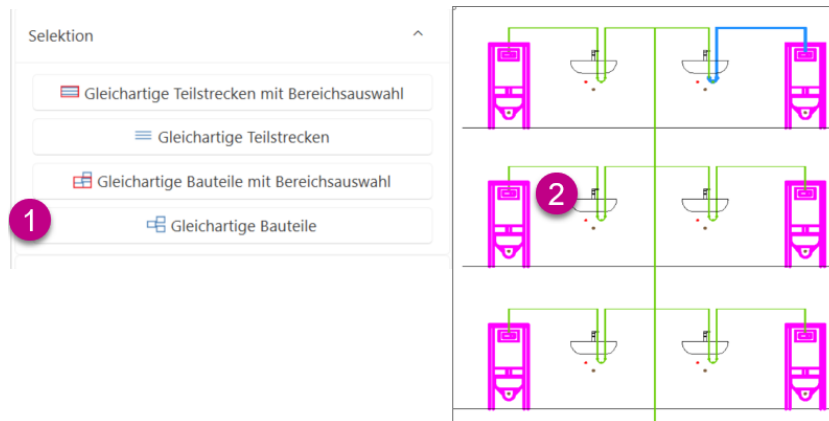 Selektion
Gleichartige Teilstrecken mit Bereichsauswahl
Gleichartige Teilstrecken
Gleichartige Bauteile mit Bereichsauswahl
1
Gleichartige Bauteile
2